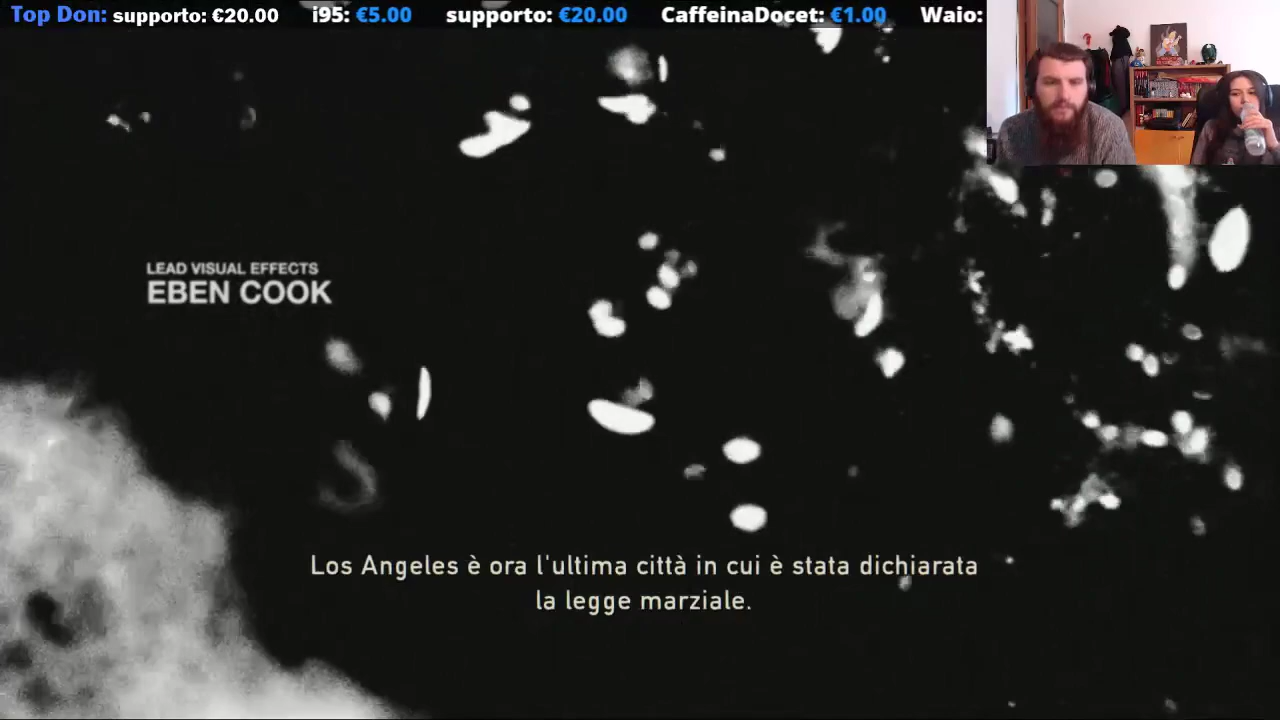 Top Don: supporto: €20.00 i95: €5.00 supporto: €20.00 CaffeinaDocet: €1.00 Waio:
LEAD VISUAL EFFECTS
EBEN COOK
Los Angeles è ora l'ultima città in cui è stata dichiarata
la legge marziale.